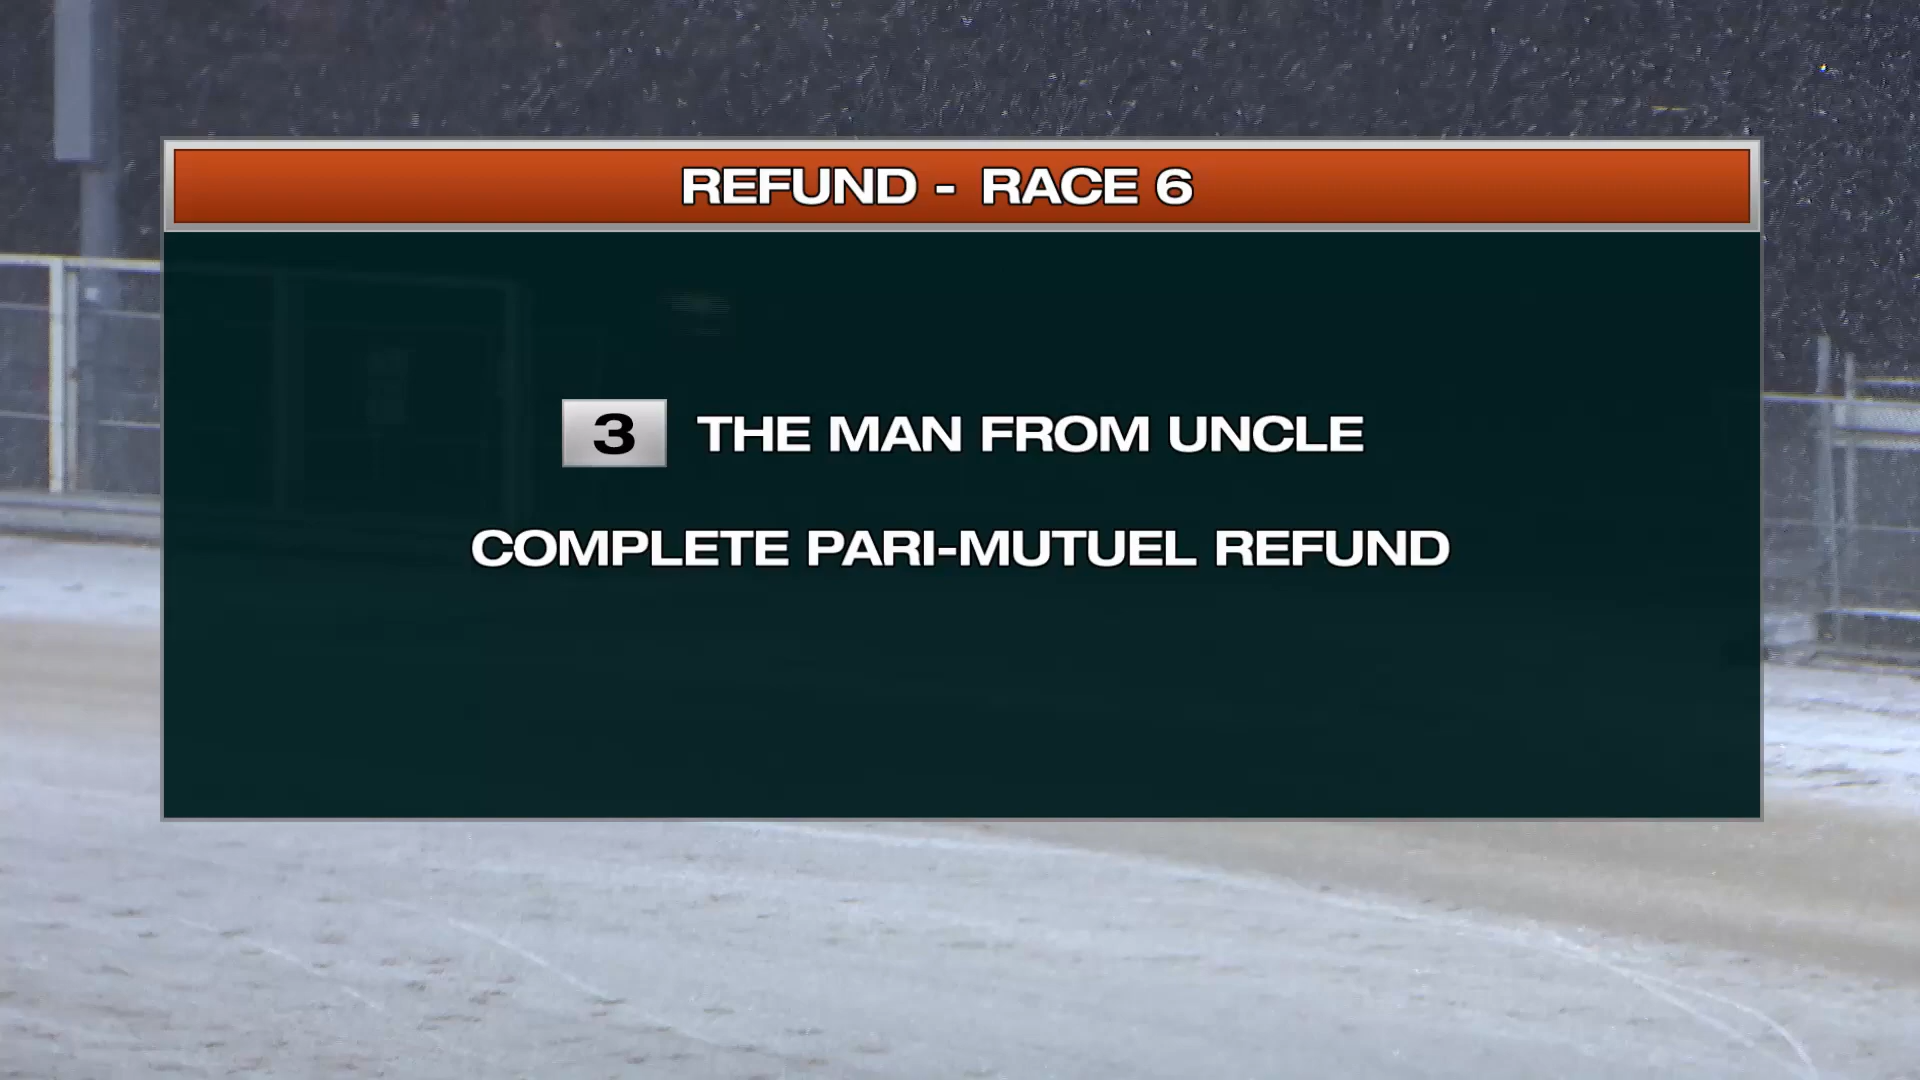 REFUND - RACE 6
3 THE MAN FROM UNCLE
COMPLETE PARI-MUTUEL REFUND